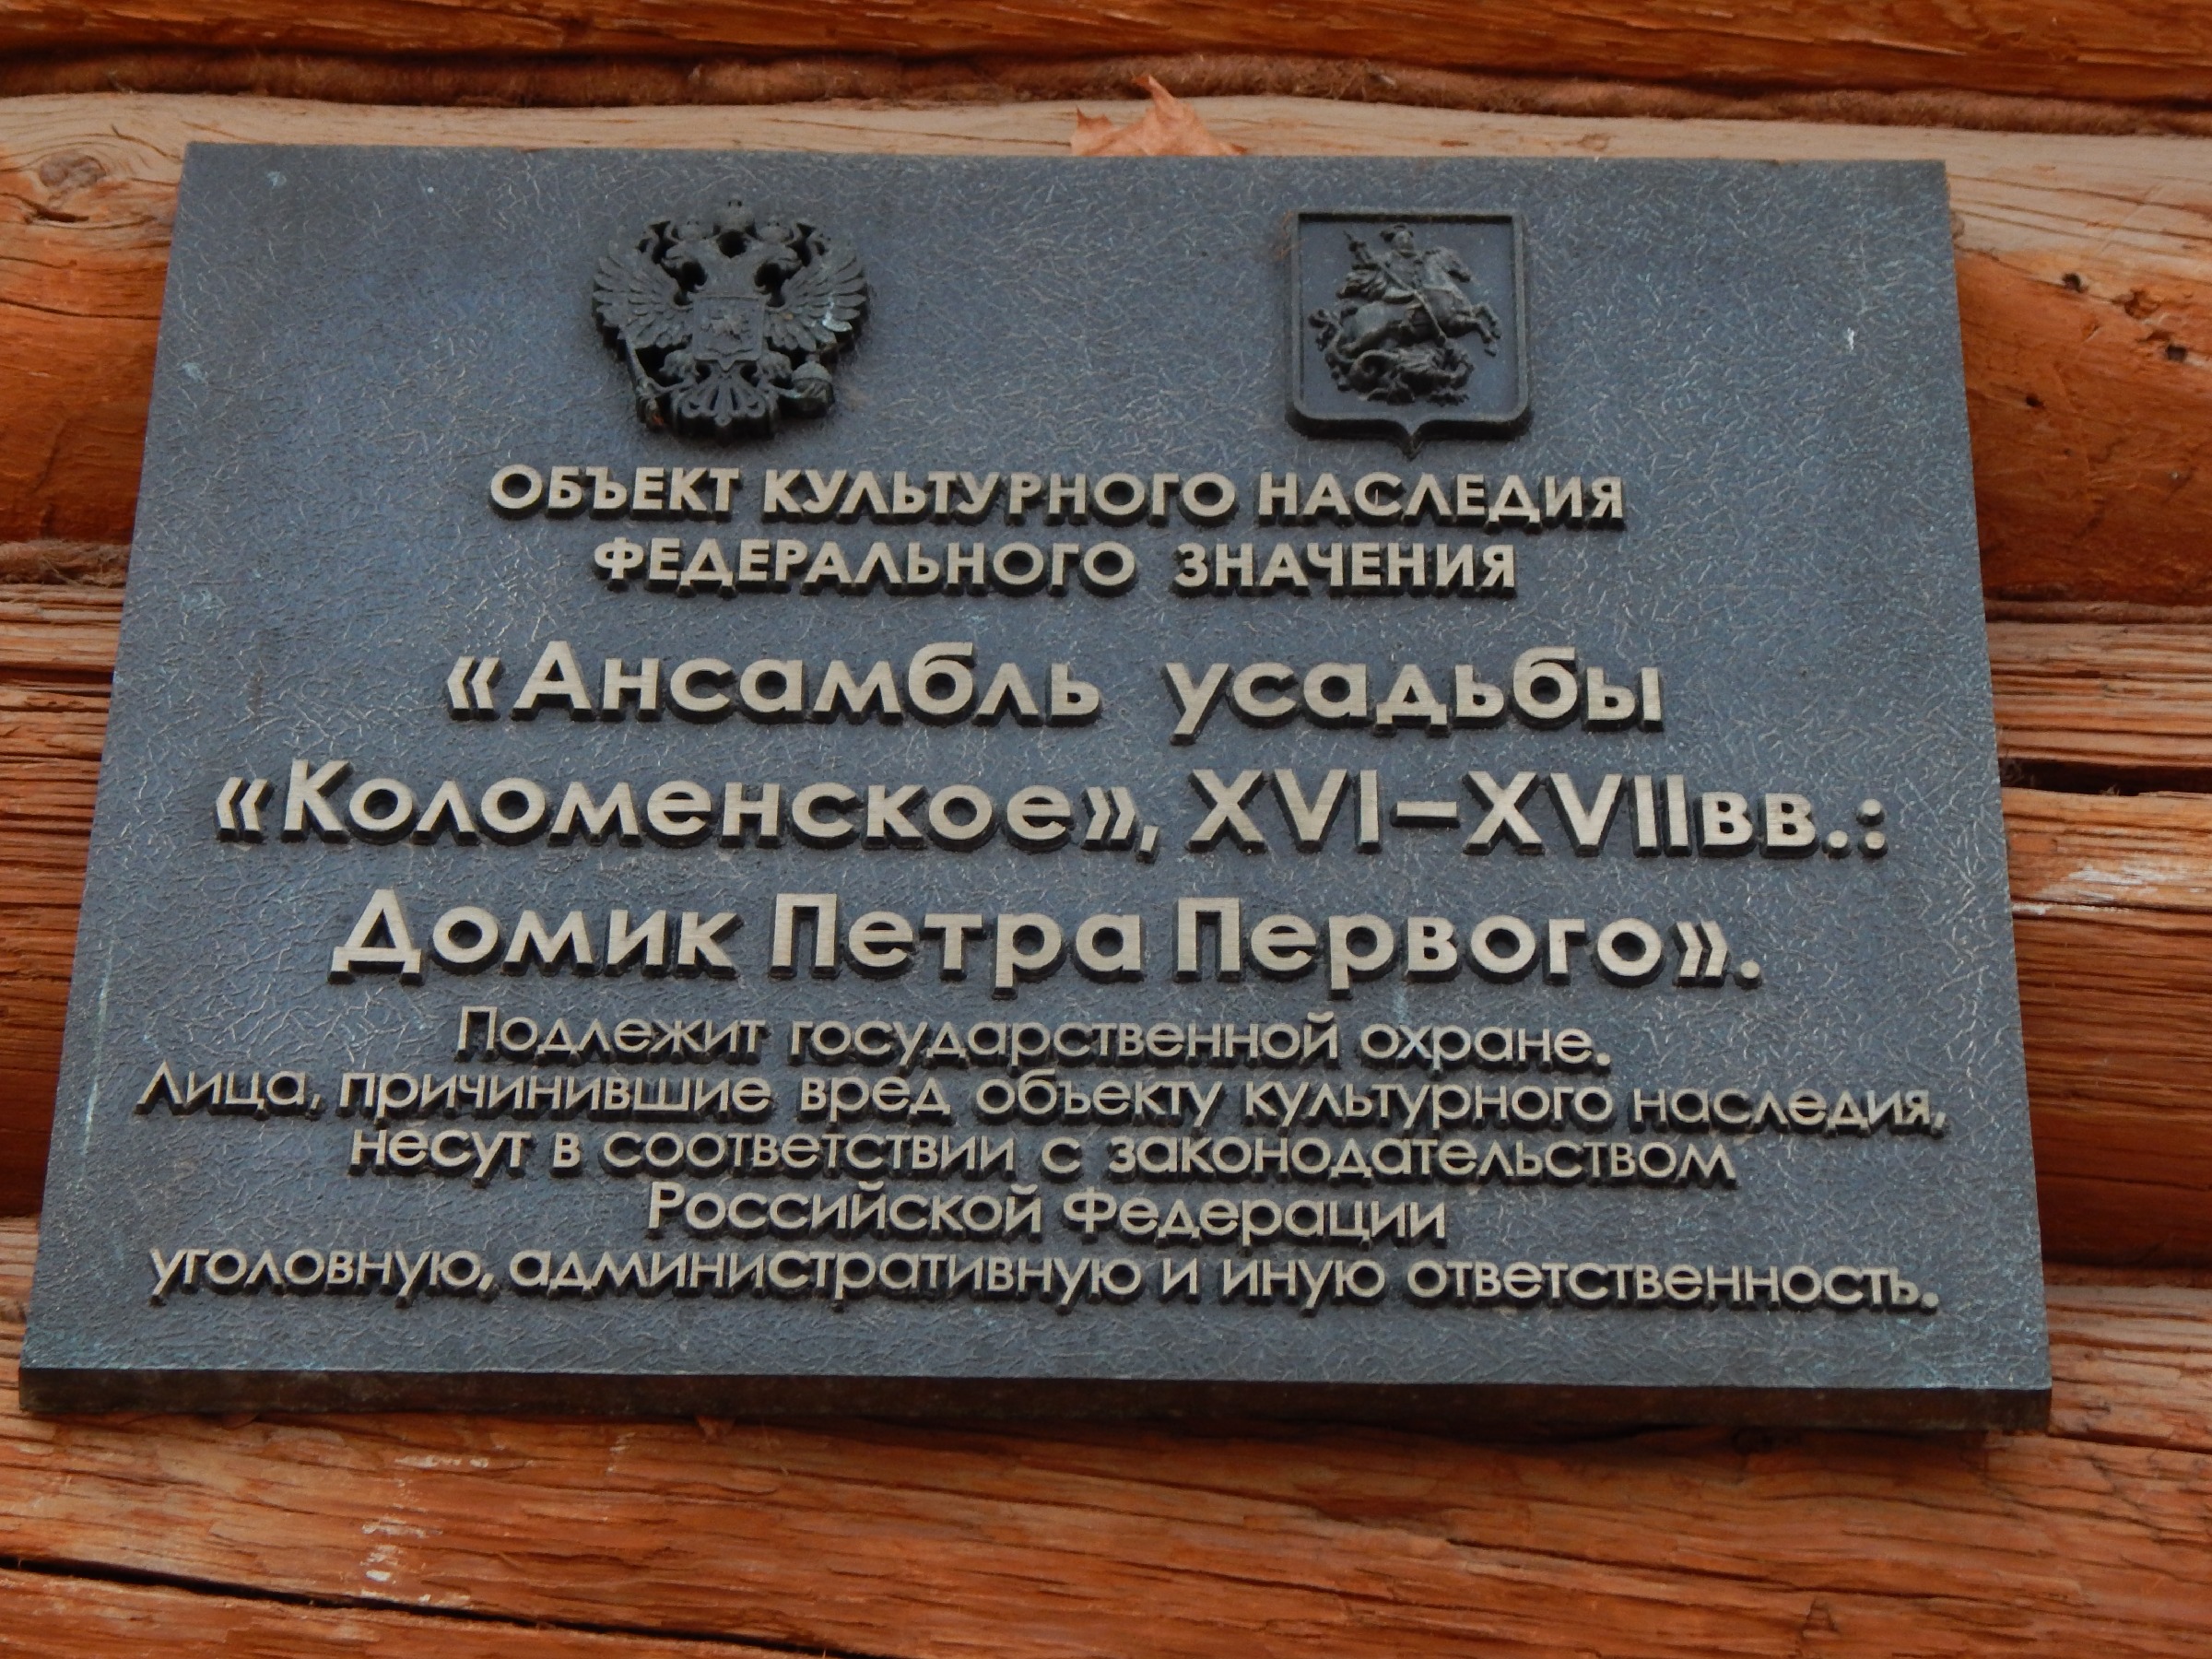 ОБЪЕКТ КУЛЬТУРНОГО НАСЛЕДИЯ
ФЕДЕРАЛЬНОГО ЗНАЧЕНИЯ
«Ансамбль усадьбы
«Коломенское», XVI–XVIIвв.:
Домик Петра Первого».
Подлежит государственной охране.
Лица, причинившие вред объекту культурного наследия,
несут в соответствии с законодательством
Российской Федерации
уголовную, административную и иную ответственность.